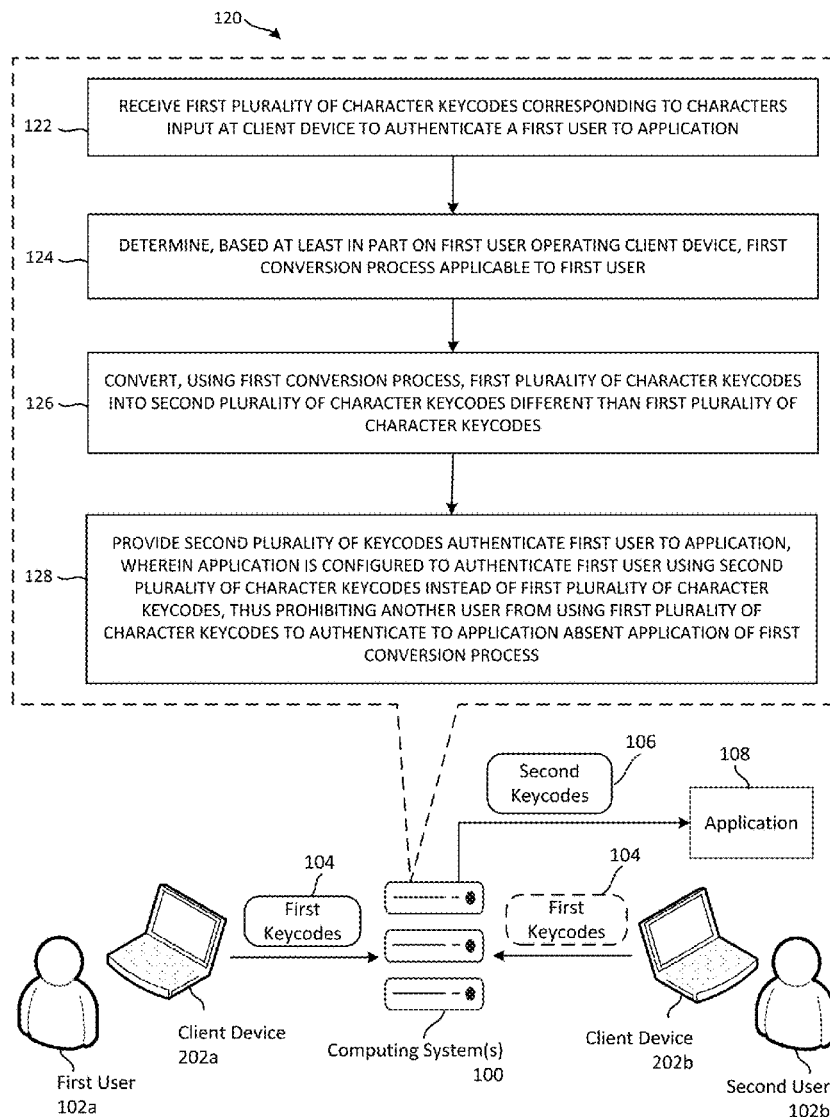 120
122
RECEIVE FIRST PLURALITY OF CHARACTER KEYCODES CORRESPONDING TO CHARACTERS
INPUT AT CLIENT DEVICE TO AUTHENTICATE A FIRST USER TO APPLICATION
124
DETERMINE, BASED AT LEAST IN PART ON FIRST USER OPERATING CLIENT DEVICE, FIRST
CONVERSION PROCESS APPLICABLE TO FIRST USER
126
CONVERT, USING FIRST CONVERSION PROCESS, FIRST PLURALITY OF CHARACTER KEYCODES
INTO SECOND PLURALITY OF CHARACTER KEYCODES DIFFERENT THAN FIRST PLURALITY OF
CHARACTER KEYCODES
128
PROVIDE SECOND PLURALITY OF KEYCODES AUTHENTICATE FIRST USER TO APPLICATION,
WHEREIN APPLICATION IS CONFIGURED TO AUTHENTICATE FIRST USER USING SECOND
PLURALITY OF CHARACTER KEYCODES INSTEAD OF FIRST PLURALITY OF CHARACTER
KEYCODES, THUS PROHIBITING ANOTHER USER FROM USING FIRST PLURALITY OF
CHARACTER KEYCODES TO AUTHENTICATE TO APPLICATION ABSENT APPLICATION OF FIRST
CONVERSION PROCESS
106
Second
Keycodes
108
Application
104
First
Keycodes
104
First
Keycodes
Client Device
202a
Computing System(s)
100
Client Device
202b
First User
102a
Second User
102b